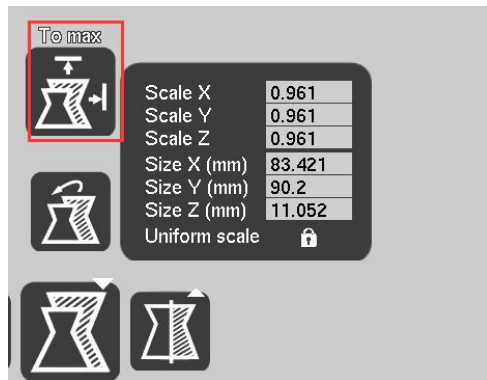 To max
Scale X 0.961
Scale Y 0.961
Scale Z 0.961
Size X (mm) 83.421
Size Y (mm) 90.2
Size Z (mm) 11.052
Uniform scale